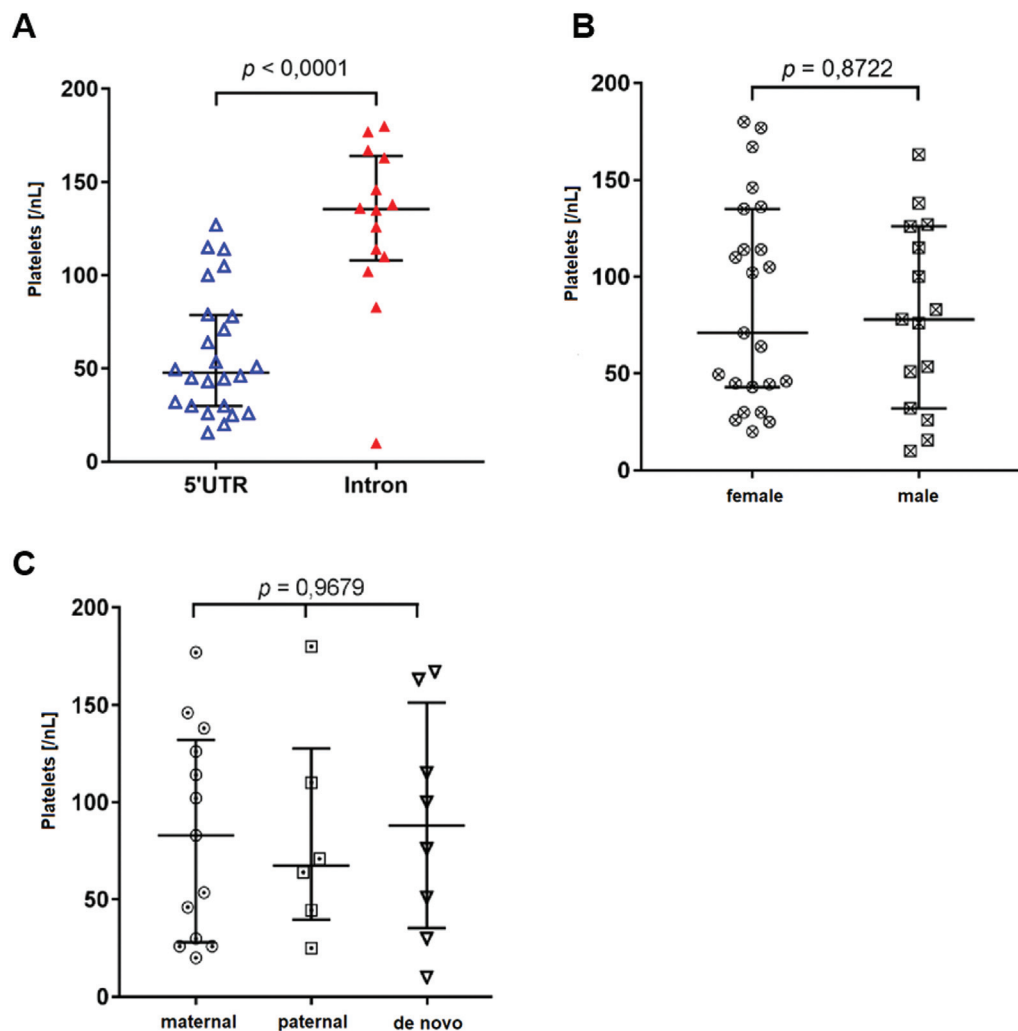 A
p < 0,0001
Platelets [/nL]
200
150
100
50
0
5'UTR Intron
B
p = 0,8722
Platelets [/nL]
200
150
100
50
0
female male
C
p = 0,9679
Platelets [/nL]
200
150
100
50
0
maternal paternal de novo